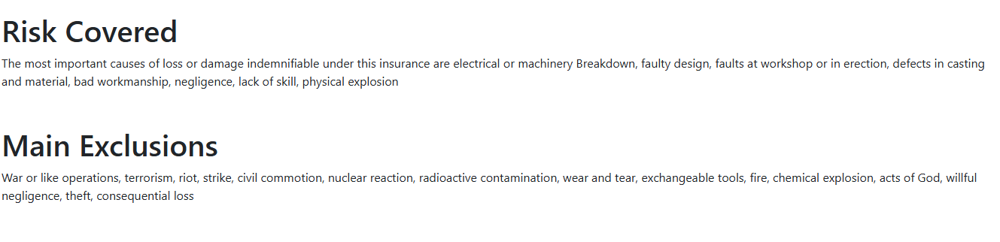 Risk Covered
The most important causes of loss or damage indemnifiable under this insurance are electrical or machinery Breakdown, faulty design, faults at workshop or in erection, defects in casting
and material, bad workmanship, negligence, lack of skill, physical explosion
Main Exclusions
War or like operations, terrorism, riot, strike, civil commotion, nuclear reaction, radioactive contamination, wear and tear, exchangeable tools, fire, chemical explosion, acts of God, willful
negligence, theft, consequential loss